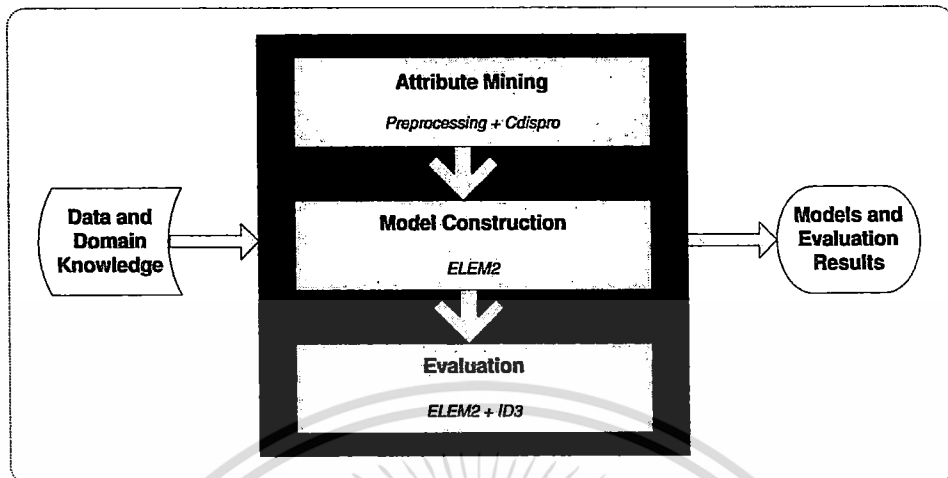 Data and
Domain
Knowledge
Attribute Mining
Preprocessing + Cdispro
Model Construction
ELEM2
Evaluation
ELEM2 + ID3
Models and
Evaluation
Results